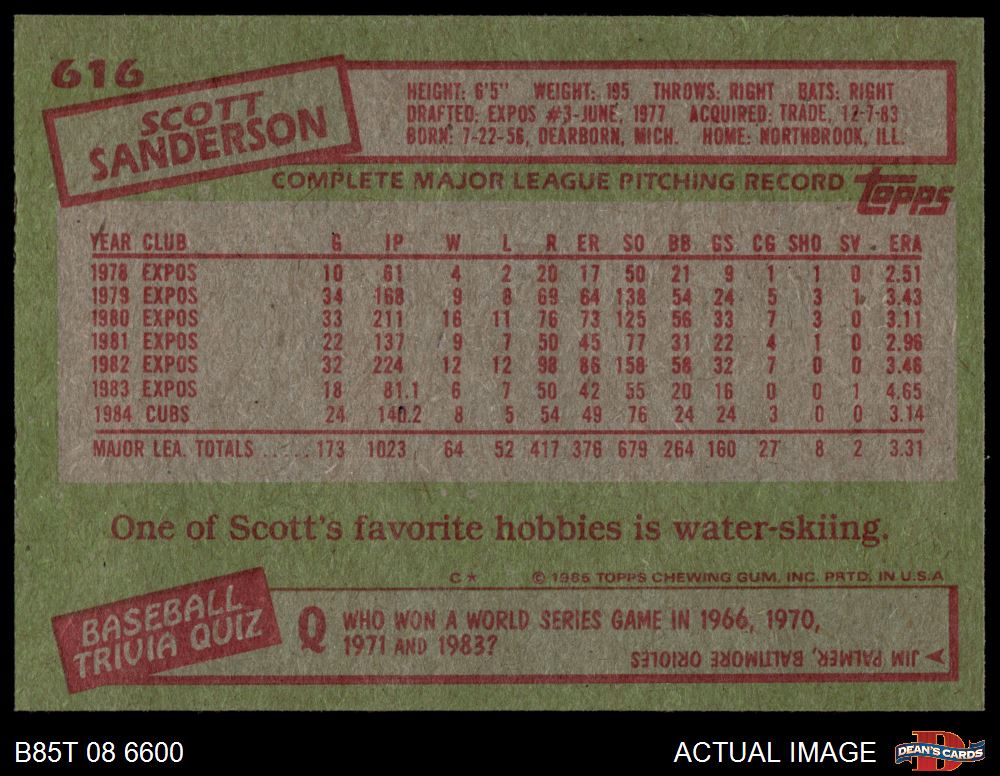 616
SCOTT
SANDERSON
HEIGHT: 6'5" WEIGHT: 195 THROWS: RIGHT BATS: RIGHT
DRAFTED: EXPOS #3-JUNE, 1977 ACQUIRED: TRADE, 12-7-83
BORN: 7-22-56, DEARBORN, MICH. HOME: NORTHBROOK, ILL.
COMPLETE MAJOR LEAGUE PITCHING RECORD
topps
YEAR CLUB G IP W L R ER SO BB GS CG SHO SV ERA
1978 EXPOS 10 61 4 2 20 17 50 21 9 1 1 0 2.51
1979 EXPOS 34 168 9 8 69 64 138 54 24 5 3 1 3.43
1980 EXPOS 33 211 16 11 76 73 125 56 33 7 3 0 3.11
1981 EXPOS 22 137 9 7 50 45 77 31 22 4 1 0 2.96
1982 EXPOS 32 224 12 12 98 86 158 58 32 7 0 0 3.46
1983 EXPOS 18 81.1 6 7 50 42 55 20 16 0 0 1 4.65
1984 CUBS 24 140.2 8 5 54 49 76 24 24 3 0 0 3.14
MAJOR LEA. TOTALS ..... 173 1023 64 52 417 376 679 264 160 27 8 2 3.31
One of Scott's favorite hobbies is water-skiing.
C* © 1985 TOPPS CHEWING GUM, INC. PRTD. IN U.S.A
BASEBALL
TRIVIA QUIZ
Q WHO WON A WORLD SERIES GAME IN 1966, 1970,
1971 AND 1983?
JIM PALMER, BALTIMORE ORIOLES
B85T 08 6600
ACTUAL IMAGE
D
DEAN'S CARDS